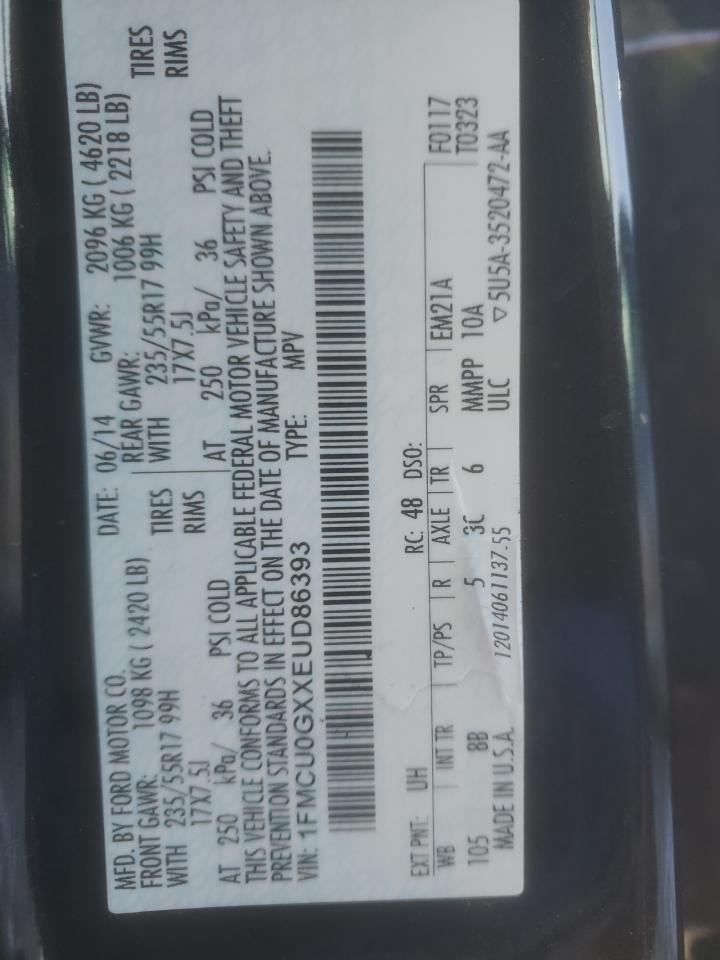 MFD. BY FORD MOTOR CO.
DATE: 06/14 GVWR: 2096 KG ( 4620 LB)
FRONT GAWR: 1098 KG ( 2420 LB) REAR GAWR: 1006 KG ( 2218 LB)
WITH 235/55R17 99H TIRES WITH 235/55R17 99H TIRES
17X7.5J RIMS 17X7.5J RIMS
AT 250 kPa/ 36 PSI COLD AT 250 kPa/ 36 PSI COLD
THIS VEHICLE CONFORMS TO ALL APPLICABLE FEDERAL MOTOR VEHICLE SAFETY AND THEFT
PREVENTION STANDARDS IN EFFECT ON THE DATE OF MANUFACTURE SHOWN ABOVE.
VIN: 1FMCU0GXXEUD86393 TYPE: MPV
EXT PNT: UH RC: 48 DSO:
WB INT TR TP/PS R AXLE TR SPR EM21A F0117
105 8B 5 3C 6 MMPP 10A T0323
MADE IN U.S.A. 12014061137.55 ULC ▽5U5A-3520472-AA